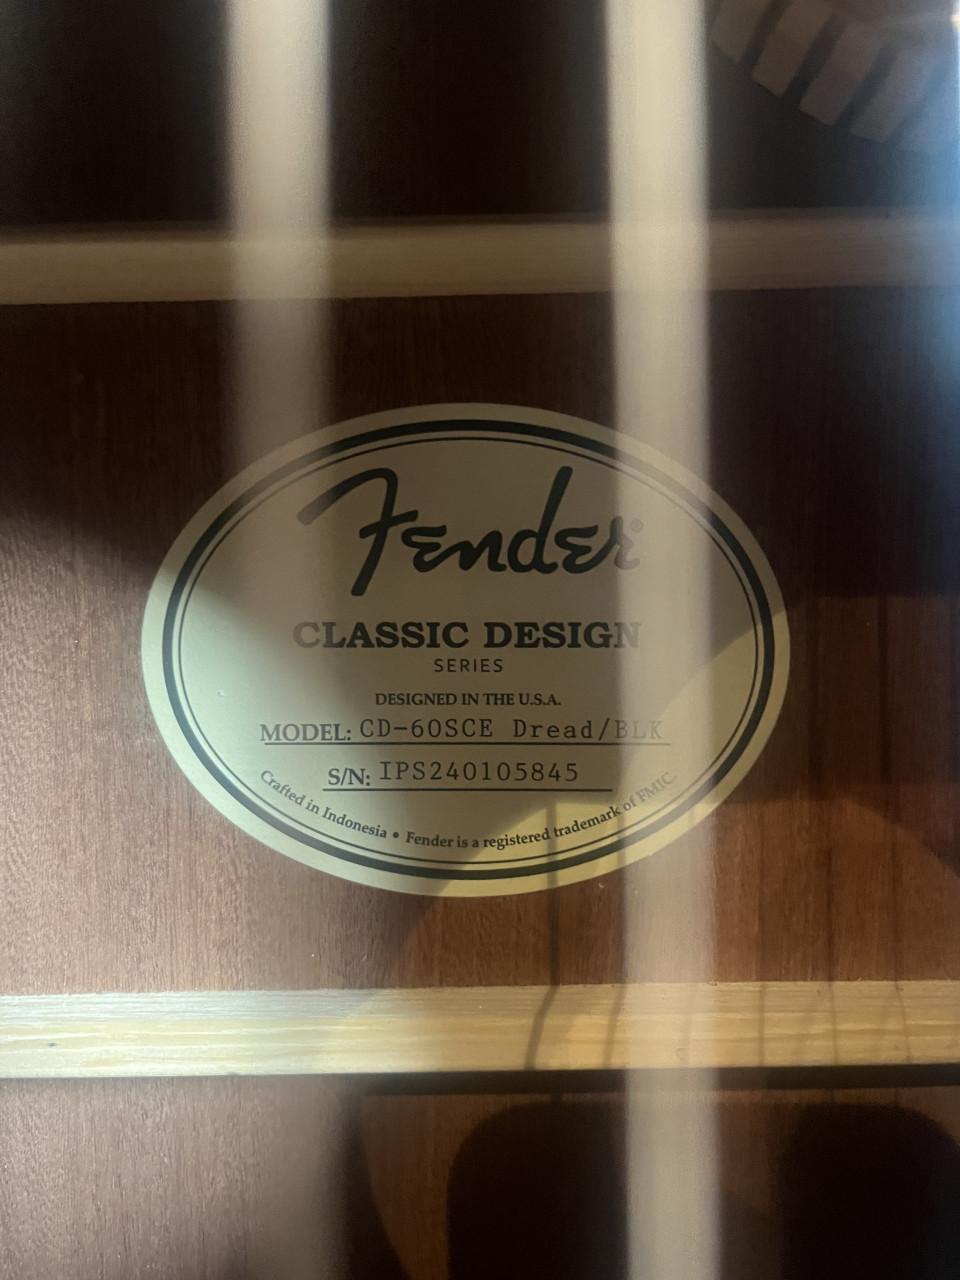 Fender®
CLASSIC DESIGN
SERIES
DESIGNED IN THE U.S.A.
MODEL: CD-60SCE Dread/BLK
S/N: IPS240105845
Crafted in Indonesia • Fender is a registered trademark of FMIC.